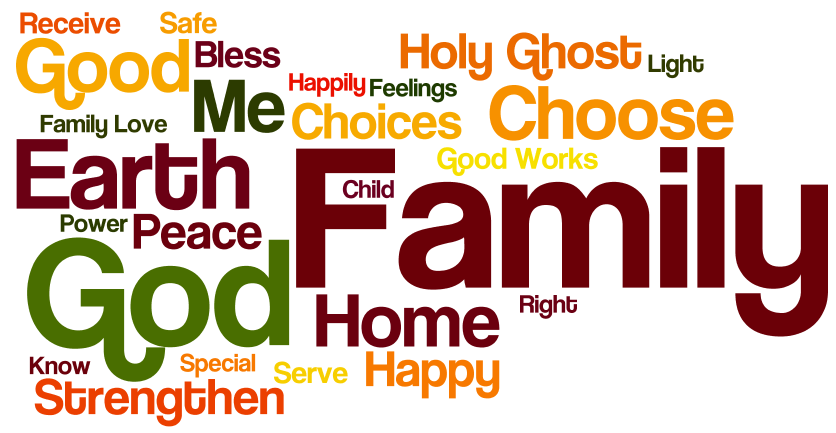 Receive
Safe
Good
Bless
Holy Ghost
Light
Me
Happily
Feelings
Choices
Choose
Family Love
Earth
Good Works
Family
Child
Power
Peace
God
Home
Right
Know
Special
Serve
Happy
Strengthen